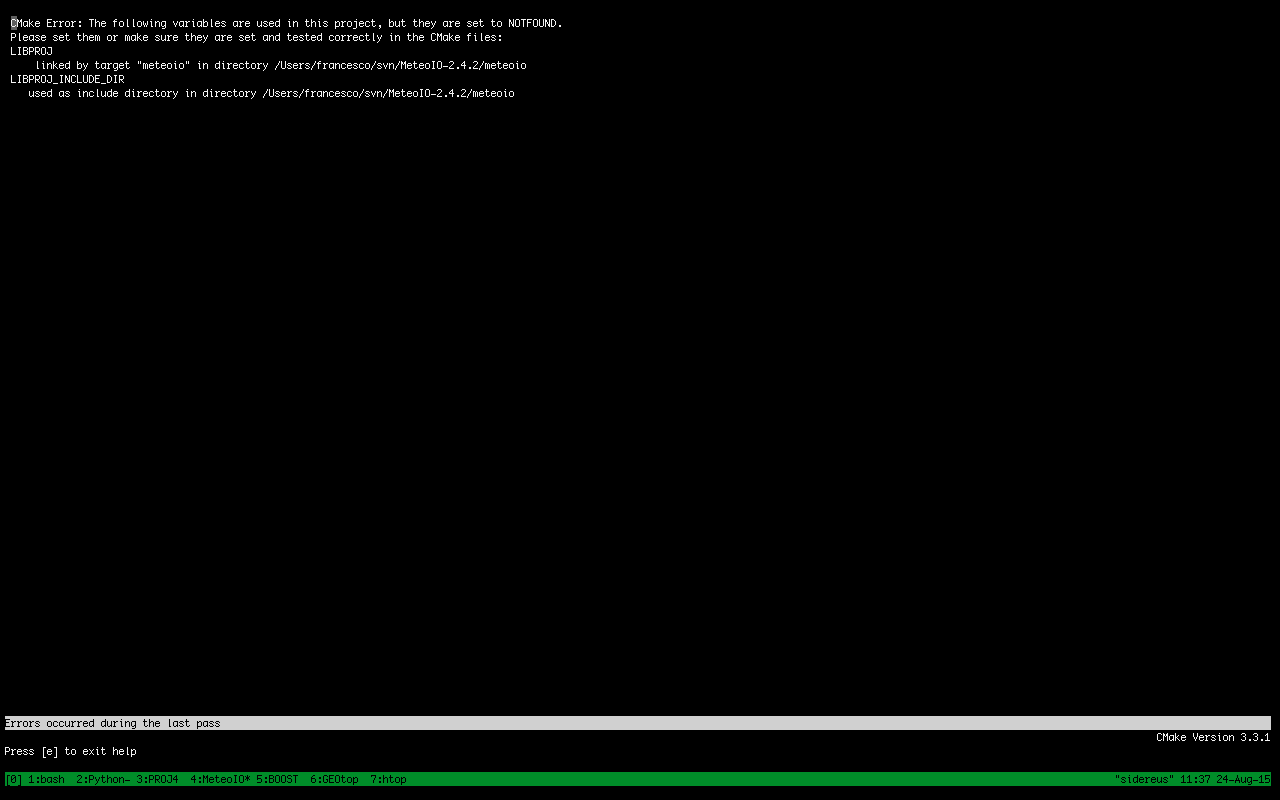 CMake Error: The following variables are used in this project, but they are set to NOTFOUND.
Please set them or make sure they are set and tested correctly in the CMake files:
LIBPROJ
linked by target "meteoio" in directory /Users/francesco/svn/MeteoIO-2.4.2/meteoio
LIBPROJ_INCLUDE_DIR
used as include directory in directory /Users/francesco/svn/MeteoIO-2.4.2/meteoio
Errors occurred during the last pass
CMake Version 3.3.1
Press [e] to exit help
[0] 1:bash  2:Python- 3:PROJ4  4:MeteoIO* 5:BOOST  6:GEOtop  7:htop "sidereus" 11:37 24-Aug-15